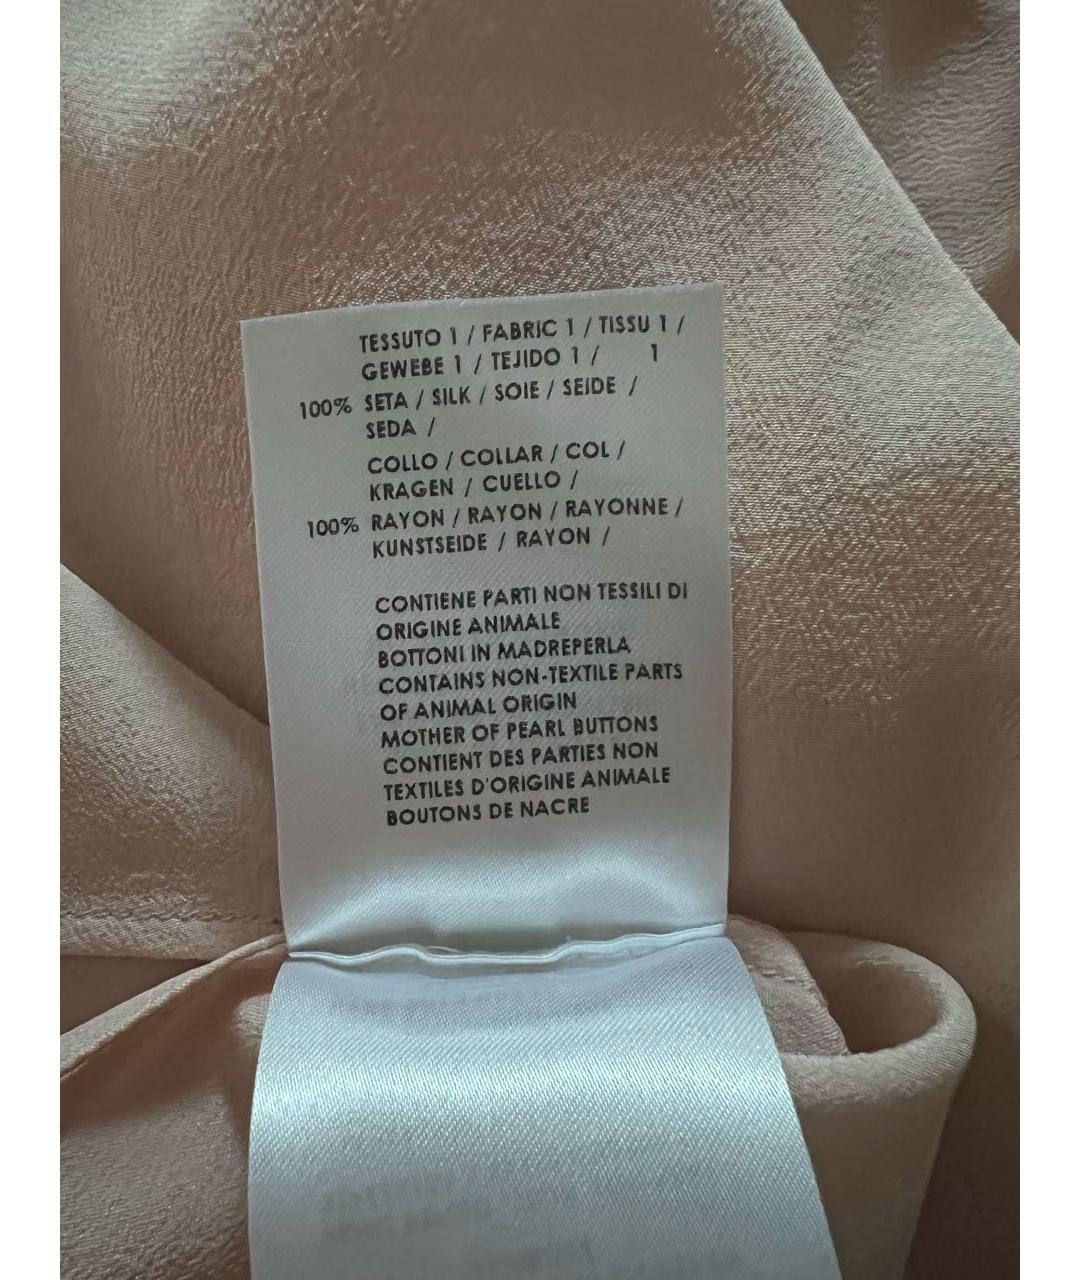 TESSUTO 1 / FABRIC 1 / TISSU 1 /
GEWEBE 1 / TEJIDO 1 / 1
100% SETA / SILK / SOIE / SEIDE /
SEDA /
COLLO / COLLAR / COL /
KRAGEN / CUELLO /
100% RAYON / RAYON / RAYONNE /
KUNSTSEIDE / RAYON /
CONTIENE PARTI NON TESSILI DI
ORIGINE ANIMALE
BOTTONI IN MADREPERLA
CONTAINS NON-TEXTILE PARTS
OF ANIMAL ORIGIN
MOTHER OF PEARL BUTTONS
CONTIENT DES PARTIES NON
TEXTILES D'ORIGINE ANIMALE
BOUTONS DE NACRE